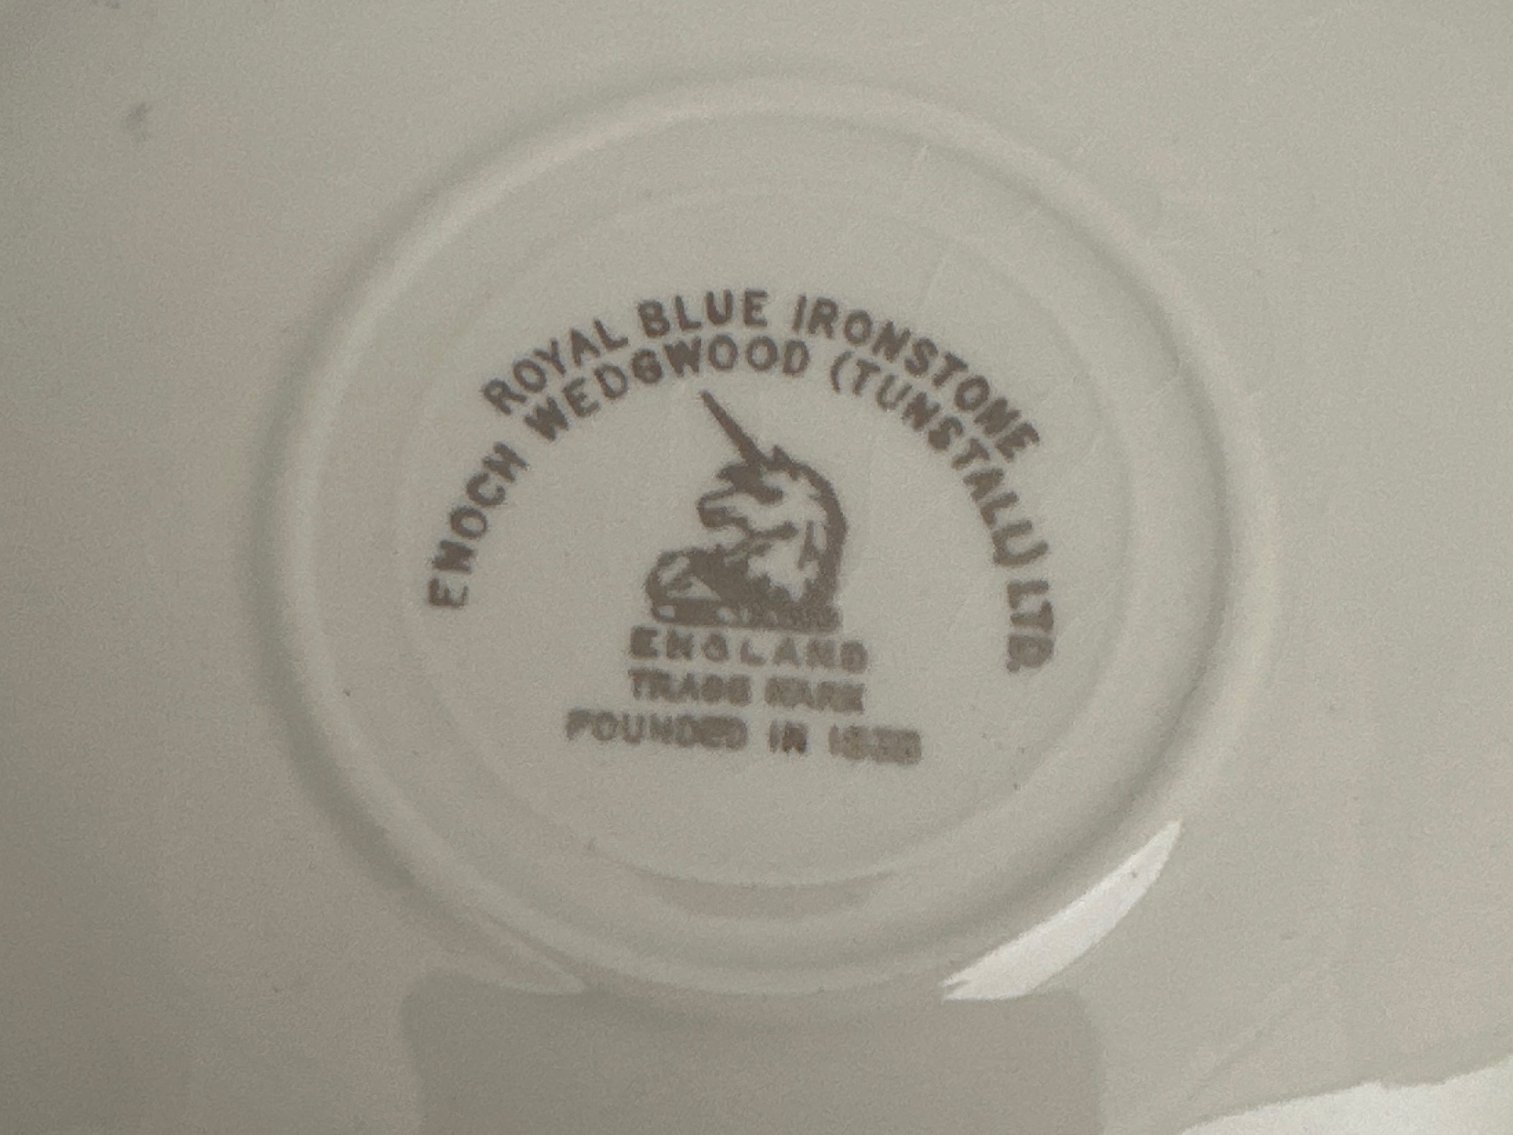 ROYAL BLUE IRONSTONE
ENOCH WEDGWOOD (TUNSTALL) LTD.
ENGLAND
TRADE MARK
FOUNDED IN